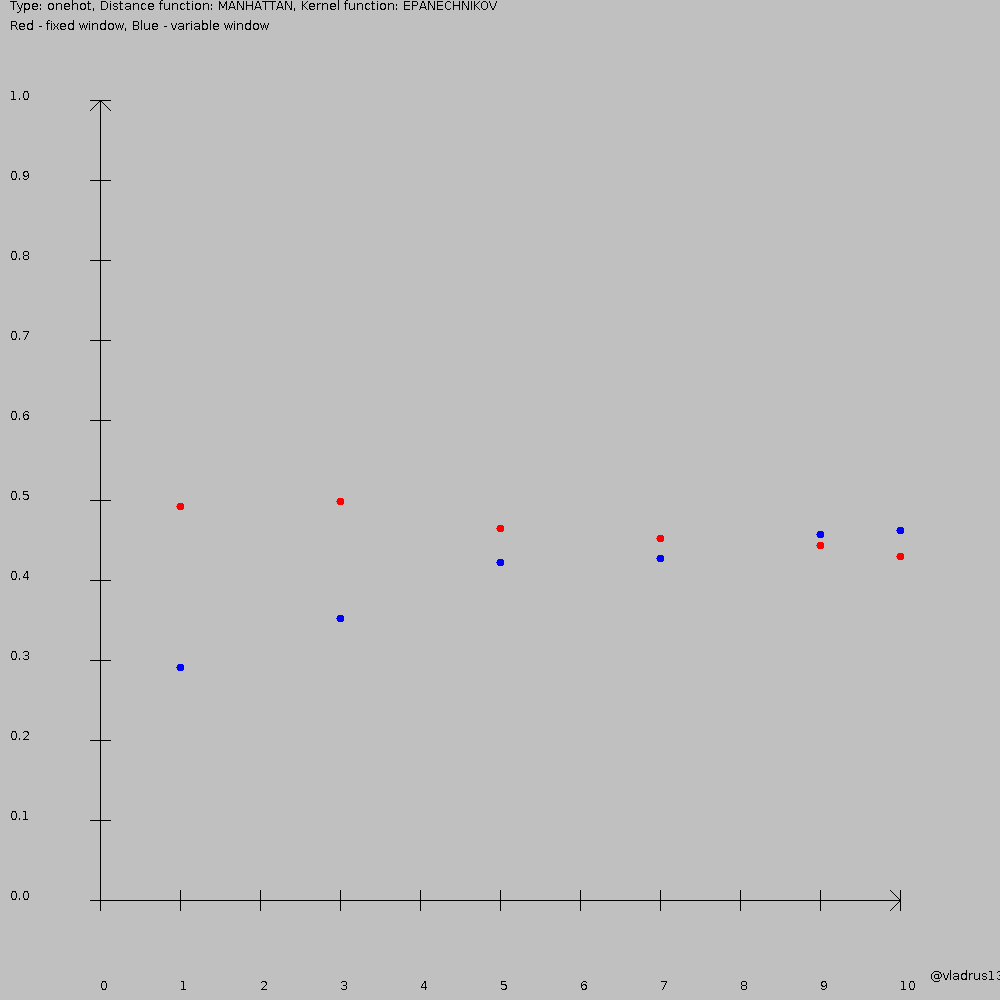 Type: onehot, Distance function: MANHATTAN, Kernel function: EPANECHNIKOV
Red - fixed window, Blue - variable window
1.0
0.9
0.8
0.7
0.6
0.5
0.4
0.3
0.2
0.1
0.0
0 1 2 3 4 5 6 7 8 9 10
@vladrus13